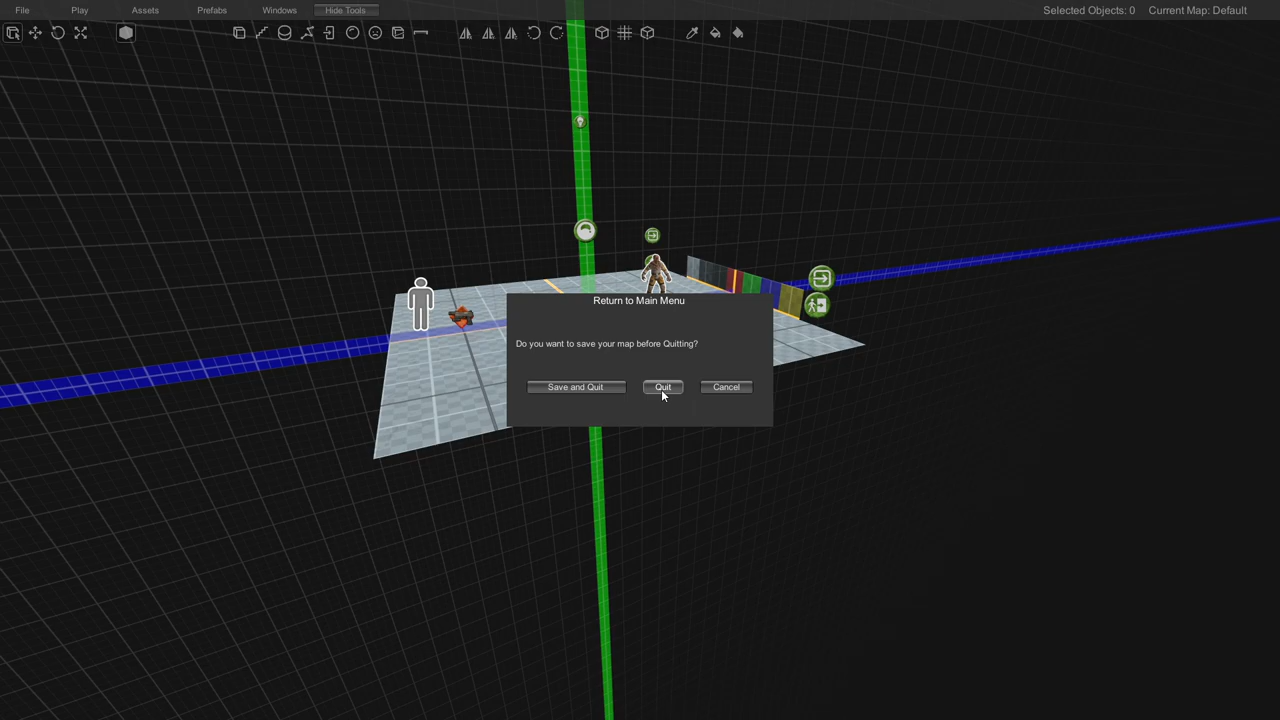 File Play Assets Prefabs Windows Hide Tools Selected Objects: 0 Current Map: Default
Return to Main Menu
Do you want to save your map before Quitting?
Save and Quit Quit Cancel